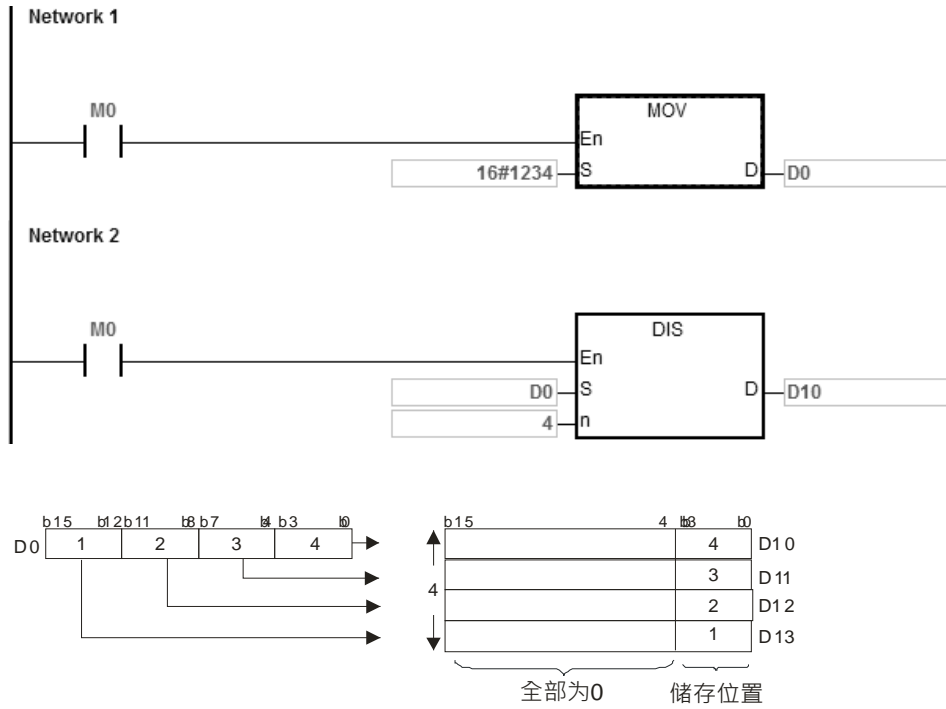 Network 1
M0
MOV
En
16#1234 S D D0
Network 2
M0
DIS
En
D0 S D D10
4 n
b15 b12 b11 b8 b7 b4 b3 b0
D0 1 2 3 4
b15 4 b3 b0
4 D10
3 D11
4
2 D12
1 D13
全部为0 储存位置